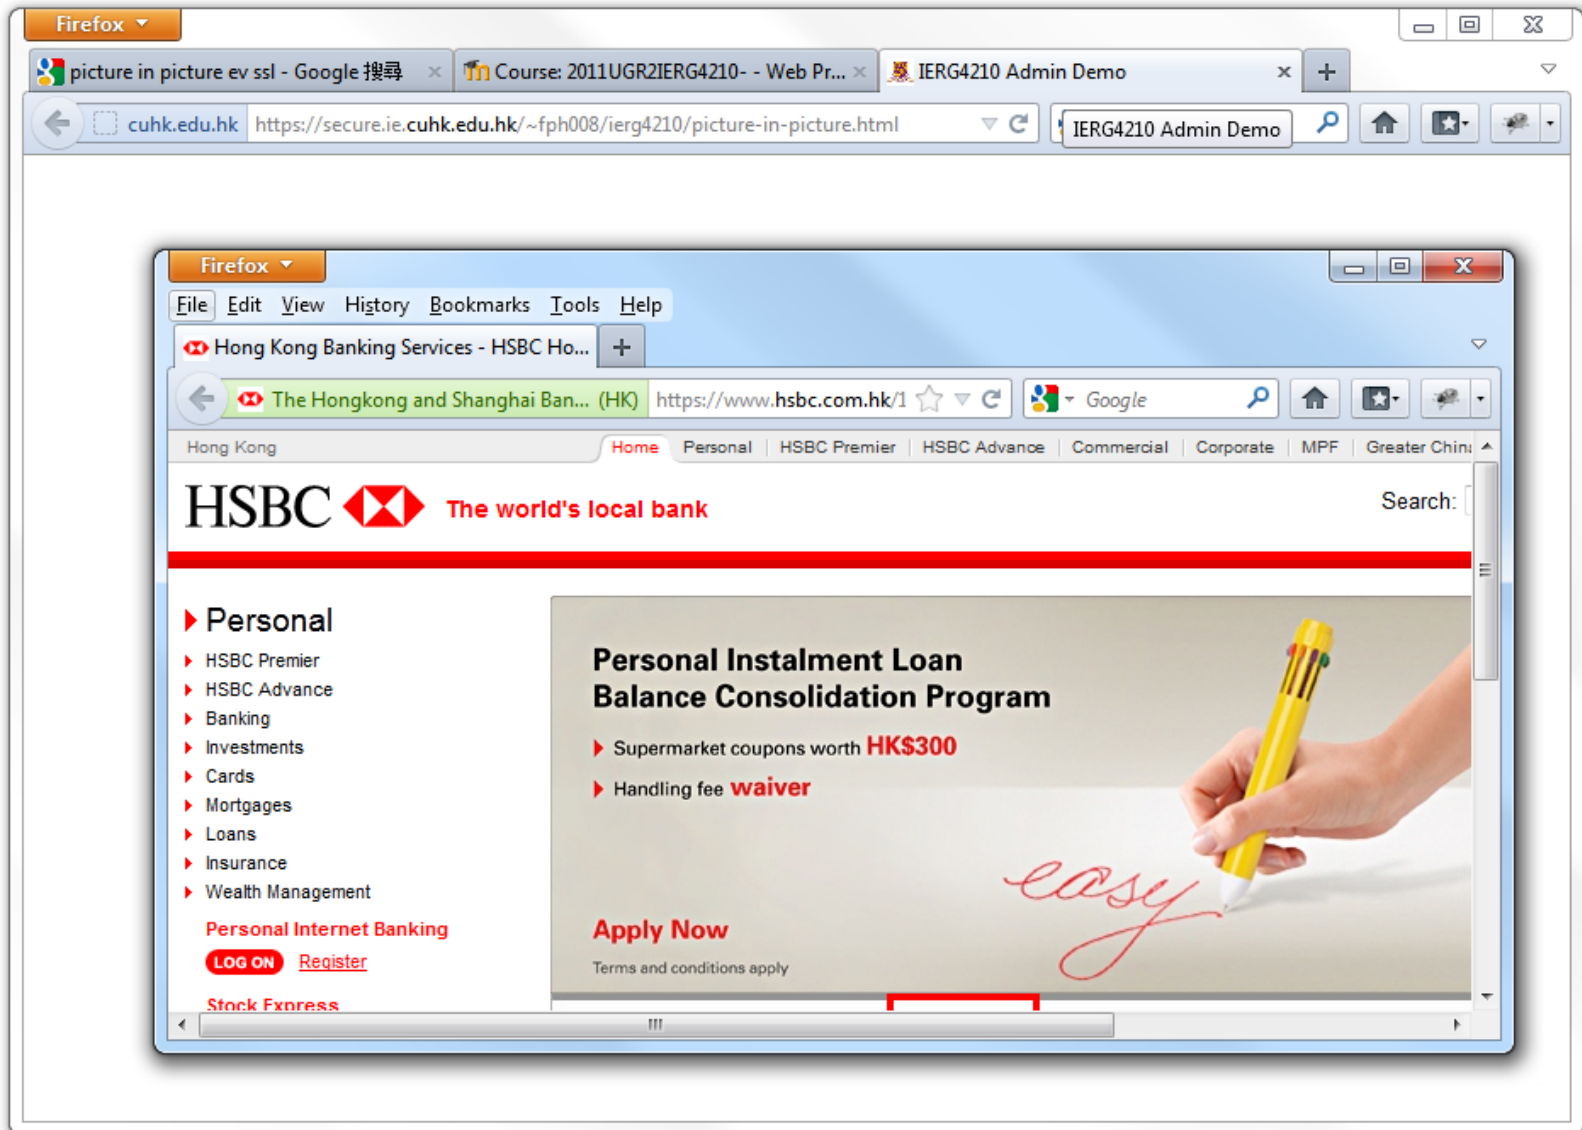 Firefox
picture in picture ev ssl - Google 搜尋
Course: 2011UGR2IERG4210- - Web Pr...
IERG4210 Admin Demo
cuhk.edu.hk https://secure.ie.cuhk.edu.hk/~fph008/ierg4210/picture-in-picture.html
IERG4210 Admin Demo
Firefox
File Edit View History Bookmarks Tools Help
Hong Kong Banking Services - HSBC Ho...
The Hongkong and Shanghai Ban... (HK) https://www.hsbc.com.hk/1 Google
Hong Kong Home Personal HSBC Premier HSBC Advance Commercial Corporate MPF Greater China
HSBC The world's local bank
Search:
Personal
HSBC Premier
HSBC Advance
Banking
Investments
Cards
Mortgages
Loans
Insurance
Wealth Management
Personal Internet Banking
LOG ON Register
Stock Express
Personal Instalment Loan
Balance Consolidation Program
Supermarket coupons worth HK$300
Handling fee waiver
easy
Apply Now
Terms and conditions apply